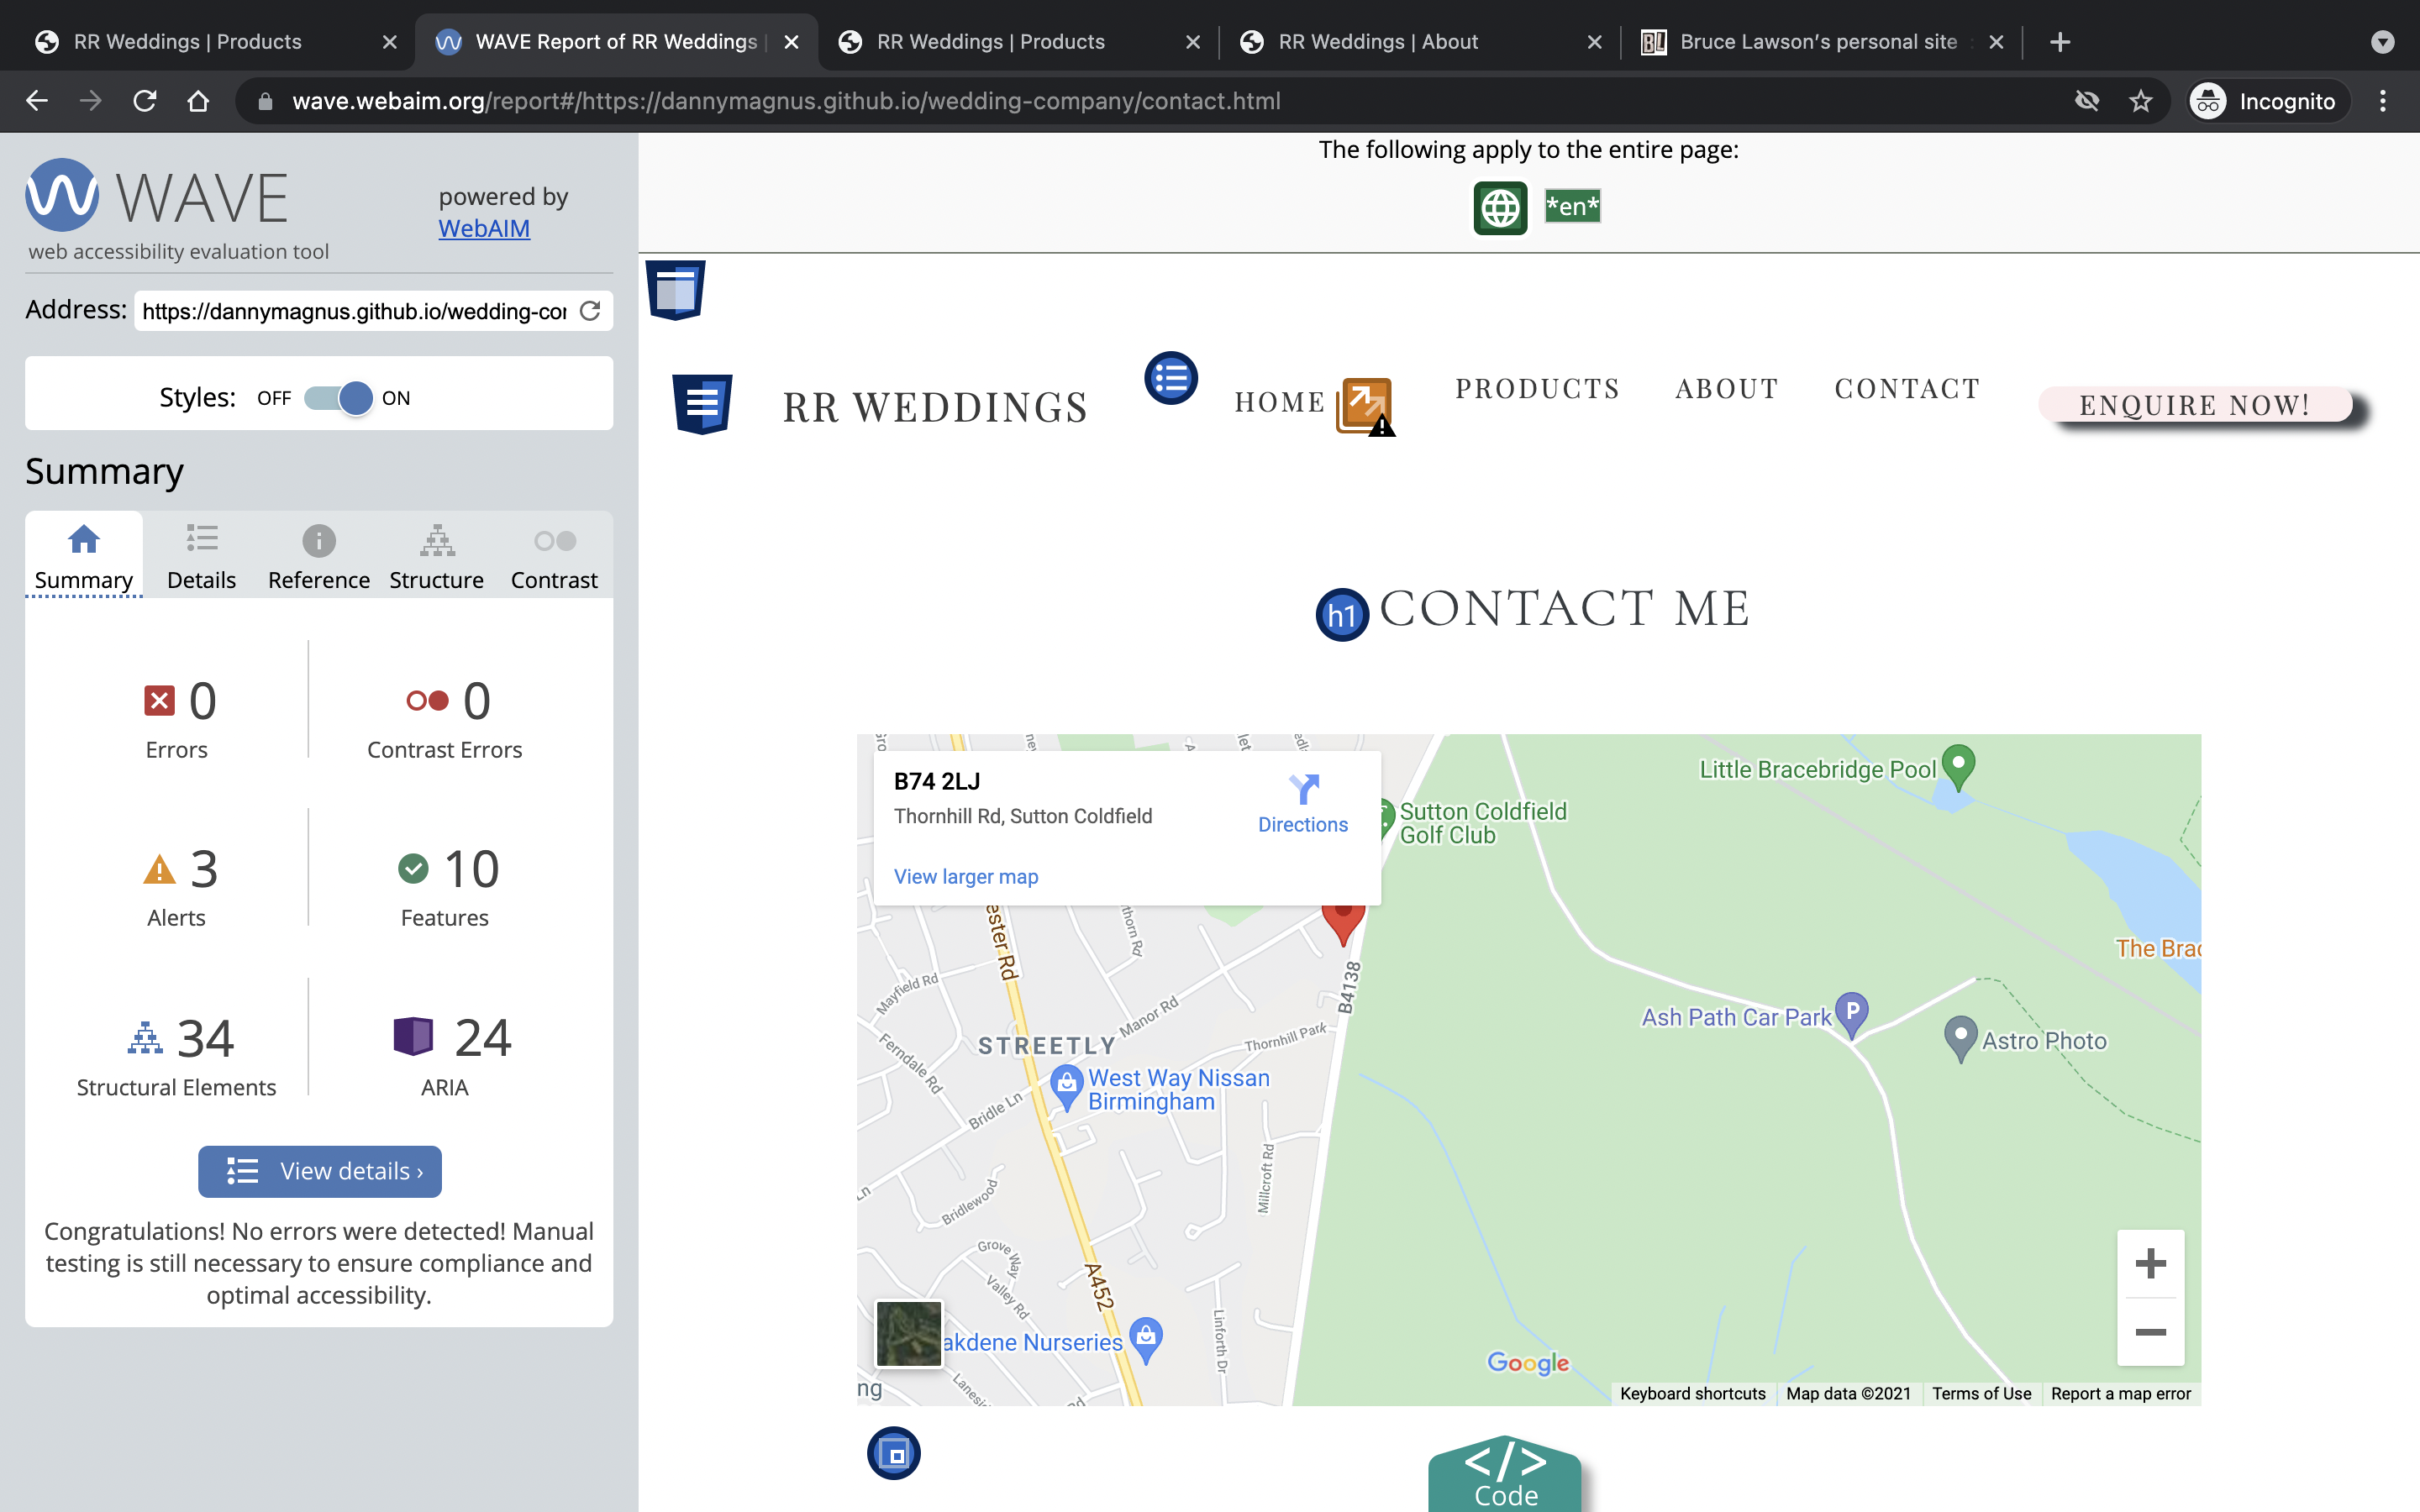 RR Weddings | Products
WAVE Report of RR Weddings |
RR Weddings | Products
RR Weddings | About
Bruce Lawson's personal site :
wave.webaim.org/report#/https://dannymagnus.github.io/wedding-company/contact.html
Incognito
WAVE
powered by
WebAIM
web accessibility evaluation tool
Address: https://dannymagnus.github.io/wedding-cor
Styles: OFF ON
Summary
Summary Details Reference Structure Contrast
0 0
Errors Contrast Errors
3 10
Alerts Features
34 24
Structural Elements ARIA
View details ›
Congratulations! No errors were detected! Manual
testing is still necessary to ensure compliance and
optimal accessibility.
The following apply to the entire page:
*en*
RR WEDDINGS HOME PRODUCTS ABOUT CONTACT ENQUIRE NOW!
h1 CONTACT ME
B74 2LJ
Thornhill Rd, Sutton Coldfield
Directions
View larger map
Little Bracebridge Pool
Sutton Coldfield
Golf Club
ester Rd
thorn Rd
The Brac
Mayfield Rd
B4138
Manor Rd
Ash Path Car Park
P
Astro Photo
STREETLY
Thornhill Park
Ferndale Rd
West Way Nissan
Birmingham
Bridle Ln
Millcroft Rd
Ln
Bridlewood
Grove Way
Valley Rd
A452
Linforth Dr
akdene Nurseries
ng
Lanesi
Rd
Google
Keyboard shortcuts Map data ©2021 Terms of Use Report a map error
</>
Code